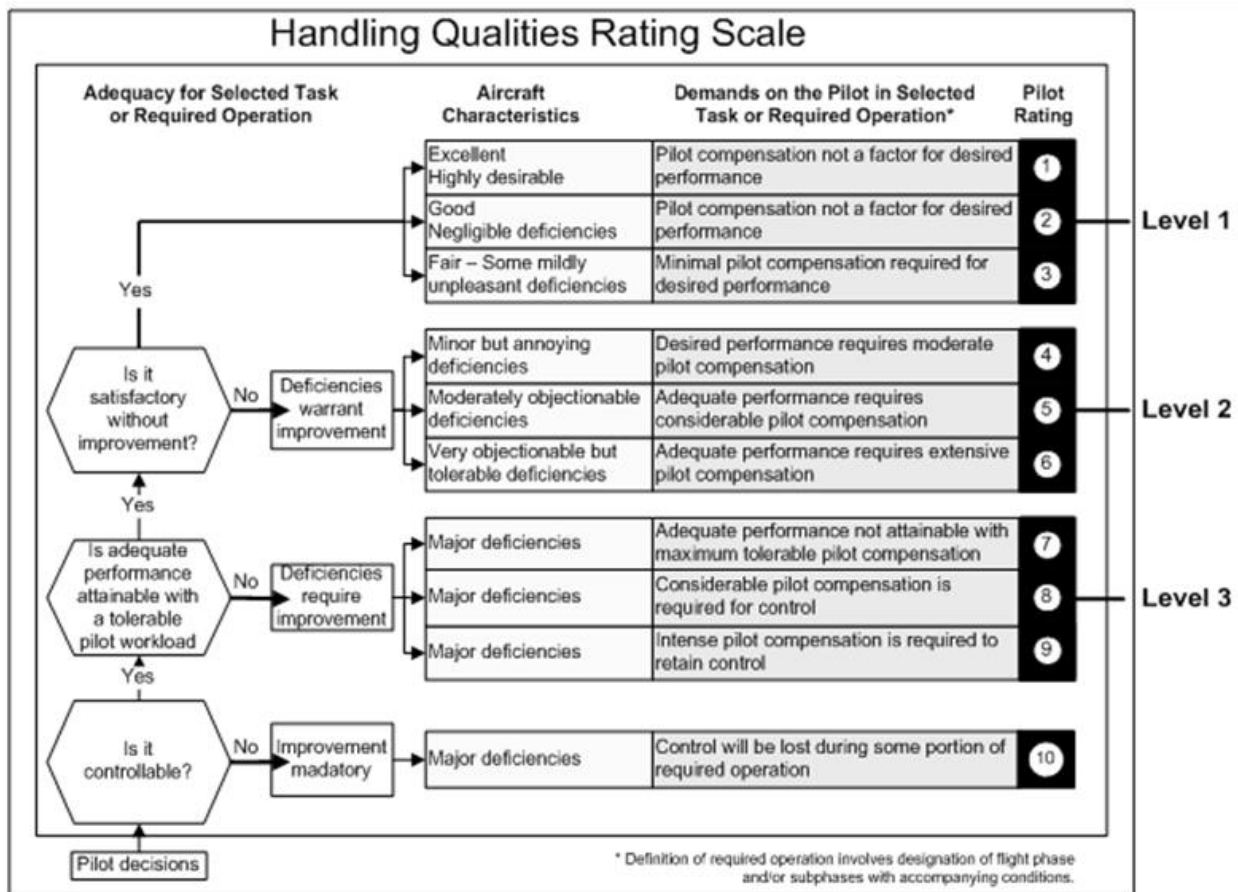 Handling Qualities Rating Scale
Adequacy for Selected Task
or Required Operation
Aircraft
Characteristics
Demands on the Pilot in Selected
Task or Required Operation*
Pilot
Rating
Excellent
Highly desirable
Pilot compensation not a factor for desired
performance
1
Good
Negligible deficiencies
Pilot compensation not a factor for desired
performance
2
Level 1
Fair – Some mildly
unpleasant deficiencies
Minimal pilot compensation required for
desired performance
3
Yes
Is it
satisfactory
without
improvement?
No
Deficiencies
warrant
improvement
Minor but annoying
deficiencies
Desired performance requires moderate
pilot compensation
4
Moderately objectionable
deficiencies
Adequate performance requires
considerable pilot compensation
5
Level 2
Very objectionable but
tolerable deficiencies
Adequate performance requires extensive
pilot compensation
6
Yes
Is adequate
performance
attainable with
a tolerable
pilot workload
No
Deficiencies
require
improvement
Major deficiencies
Adequate performance not attainable with
maximum tolerable pilot compensation
7
Major deficiencies
Considerable pilot compensation is
required for control
8
Level 3
Major deficiencies
Intense pilot compensation is required to
retain control
9
Yes
Is it
controllable?
No
Improvement
madatory
Major deficiencies
Control will be lost during some portion of
required operation
10
Pilot decisions
* Definition of required operation involves designation of flight phase
and/or subphases with accompanying conditions.